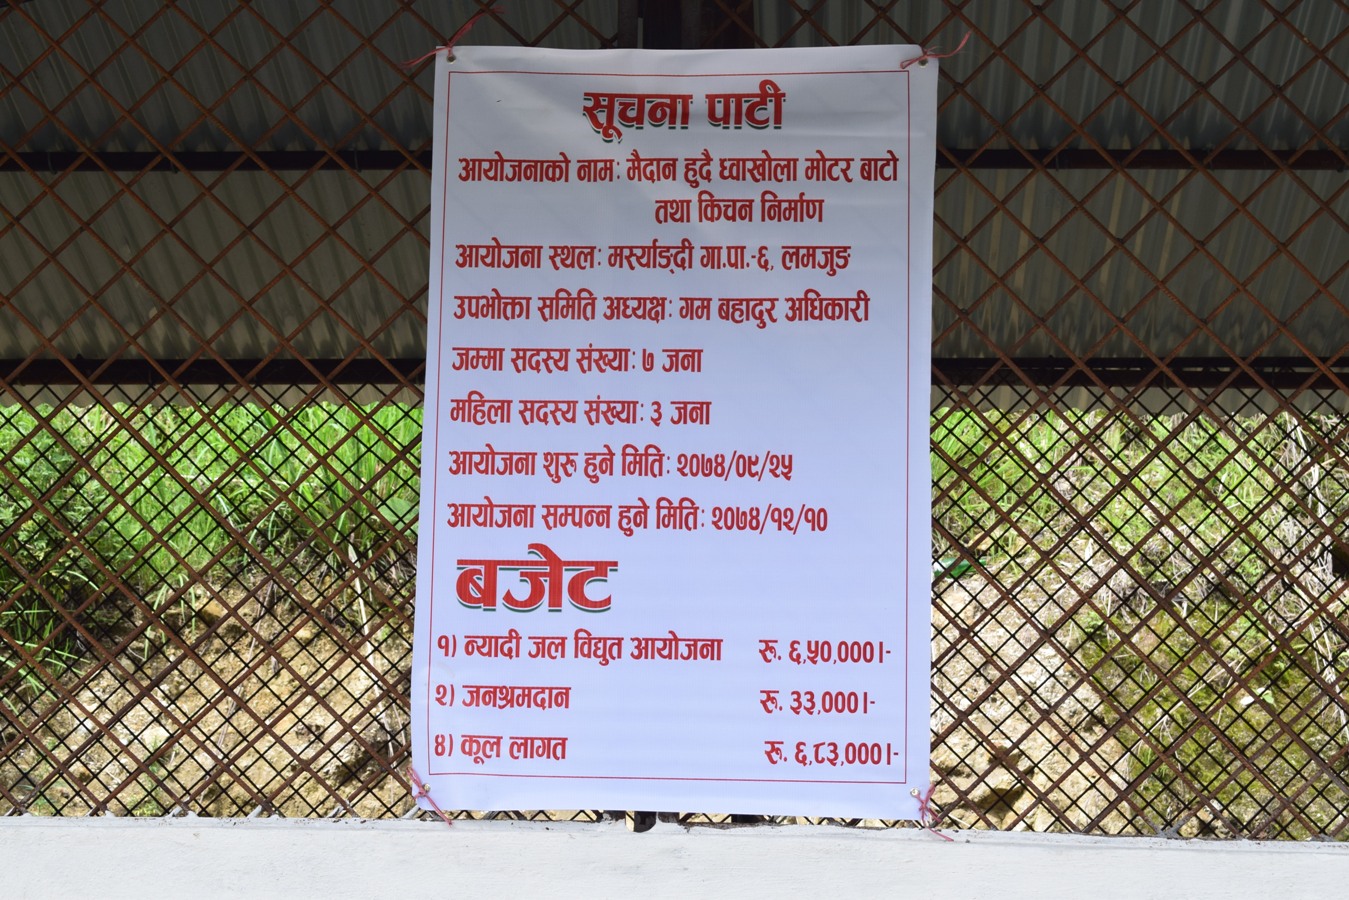 सूचना पाटी
आयोजनाको नामः मैदान हुदै घ्वाखोला मोटर बाटो
तथा किचन निर्माण
आयोजना स्थलः मर्स्याङ्दी गा.पा.-६, लमजुङ
उपभोक्ता समिति अध्यक्षः गम बहादुर अधिकारी
जम्मा सदस्य संख्याः ७ जना
महिला सदस्य संख्याः ३ जना
आयोजना शुरू हुने मितिः २०७४/०९/२५
आयोजना सम्पन्न हुने मितिः २०७४/१२/१०
बजेट
१) न्यादी जल विद्युत आयोजना रू. ६,५०,०००।-
२) जनश्रमदान रू. ३३,०००।-
४) कूल लागत रू. ६,८३,०००।-